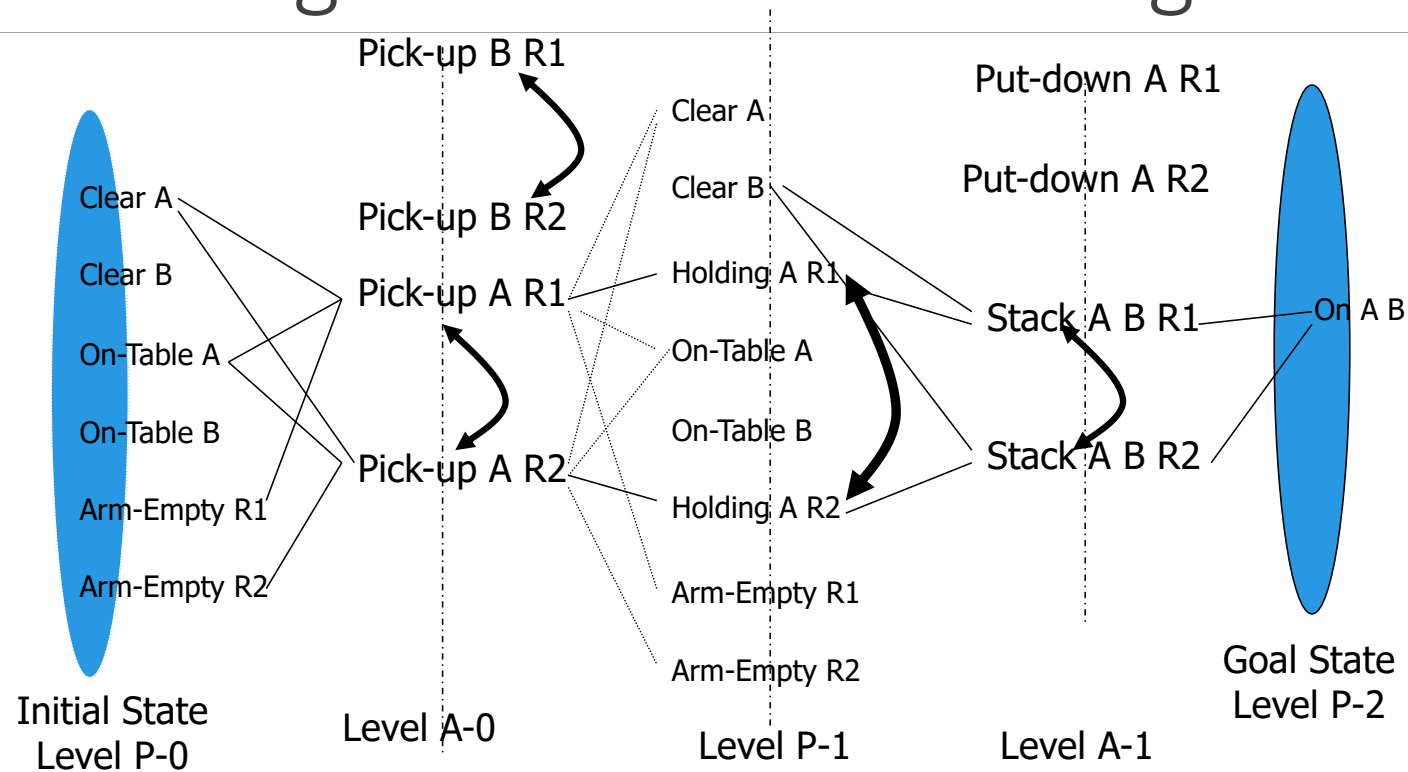 Clear A
Clear B
On-Table A
On-Table B
Arm-Empty R1
Arm-Empty R2
Initial State
Level P-0
Pick-up B R1
Pick-up B R2
Pick-up A R1
Pick-up A R2
Level A-0
Clear A
Clear B
Holding A R1
On-Table A
On-Table B
Holding A R2
Arm-Empty R1
Arm-Empty R2
Level P-1
Put-down A R1
Put-down A R2
Stack A B R1
Stack A B R2
Level A-1
On A B
Goal State
Level P-2